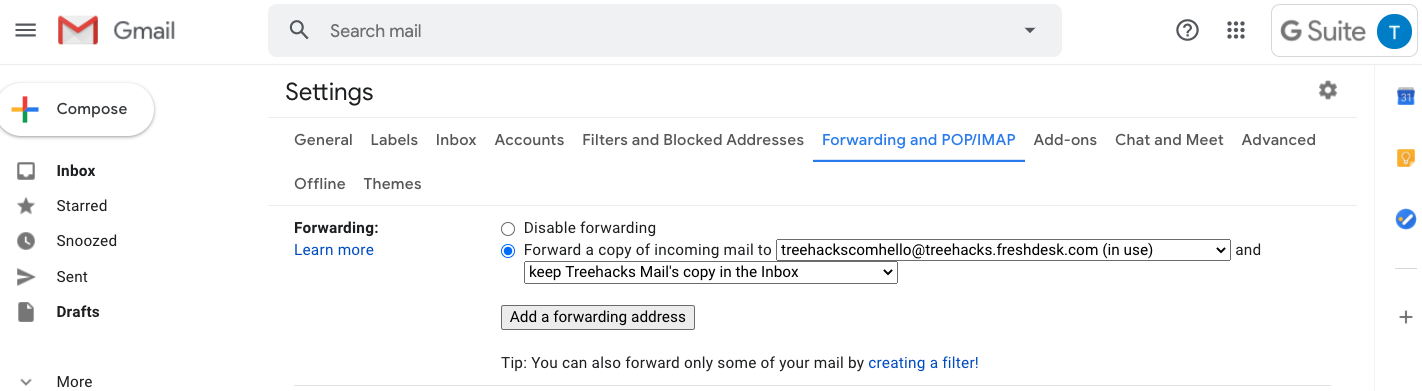 Gmail
Search mail
G Suite
T
Compose
Settings
General Labels Inbox Accounts Filters and Blocked Addresses Forwarding and POP/IMAP Add-ons Chat and Meet Advanced
Offline Themes
Inbox
Starred
Snoozed
Sent
Drafts
More
Forwarding:
Learn more
Disable forwarding
Forward a copy of incoming mail to treehackscomhello@treehacks.freshdesk.com (in use) and
keep Treehacks Mail's copy in the Inbox
Add a forwarding address
Tip: You can also forward only some of your mail by creating a filter!
31